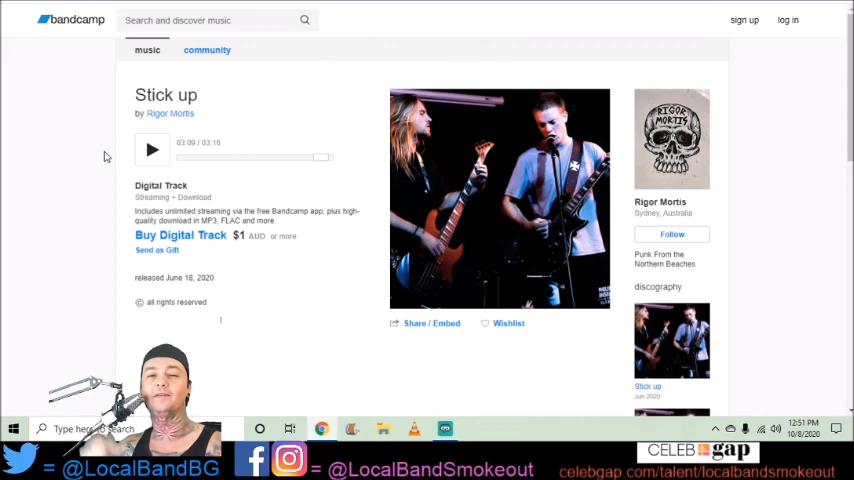 bandcamp
Search and discover music
sign up
log in
music
community
Stick up
by Rigor Mortis
03:09 / 03:16
Digital Track
Streaming + Download
Includes unlimited streaming via the free Bandcamp app, plus high-
quality download in MP3, FLAC and more.
Buy Digital Track $1 AUD or more
Send as Gift
released June 18, 2020
© all rights reserved
Share / Embed
Wishlist
RIGOR
MORTIS
Rigor Mortis
Sydney, Australia
Follow
Punk From the
Northern Beaches
discography
Stick up
Jun 2020
Type here to search
12:51 PM
10/8/2020
= @LocalBandBG
= @LocalBandSmokeout
CELEB gap
celebgap.com/talent/localbandsmokeout